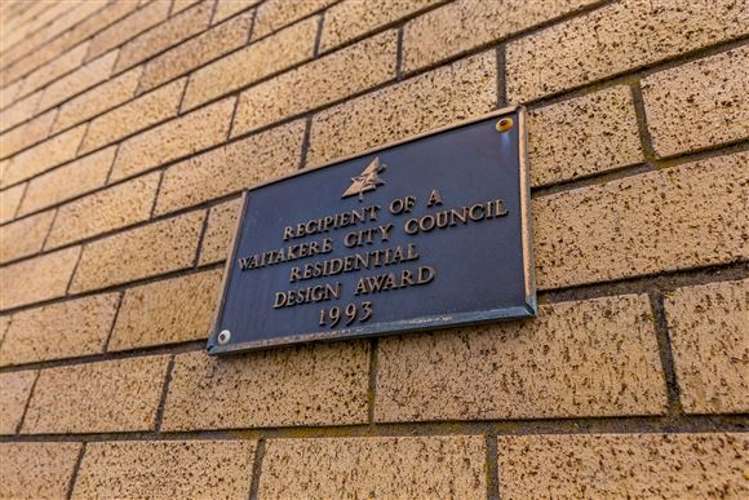 RECIPIENT OF A
WAITAKERE CITY COUNCIL
RESIDENTIAL
DESIGN AWARD
1993